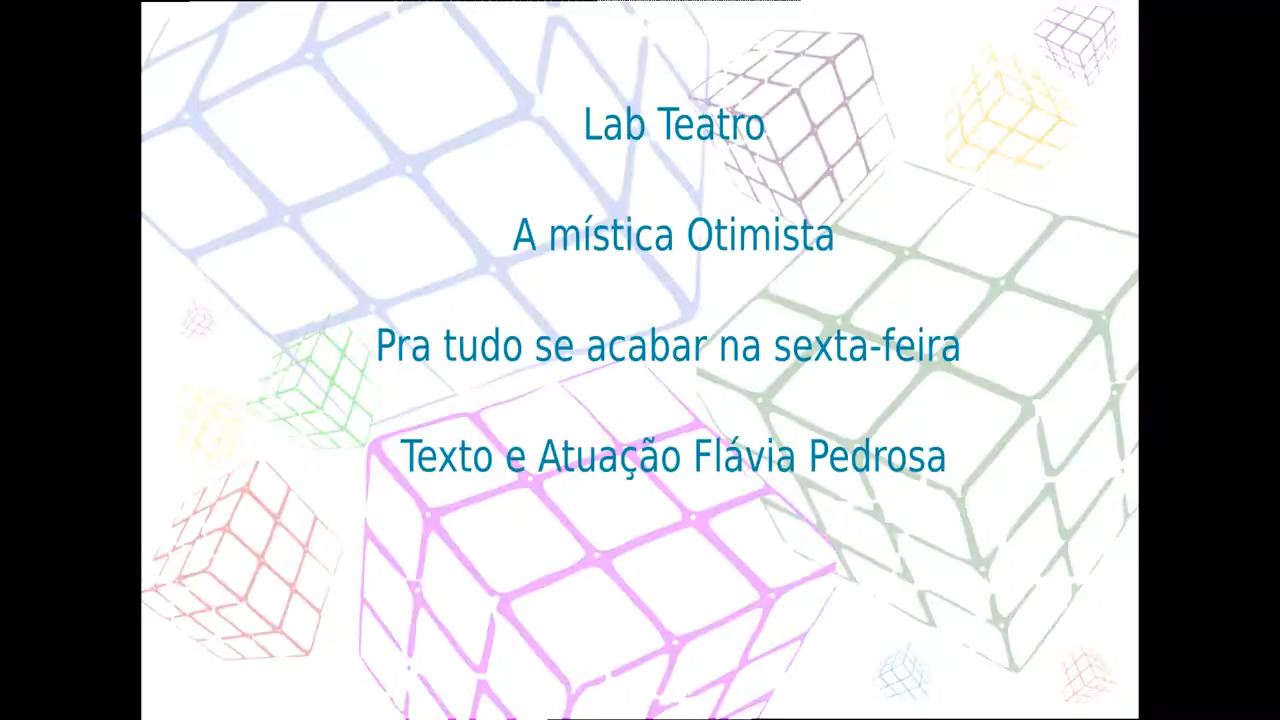 Lab Teatro
A mística Otimista
Pra tudo se acabar na sexta-feira
Texto e Atuação Flávia Pedrosa